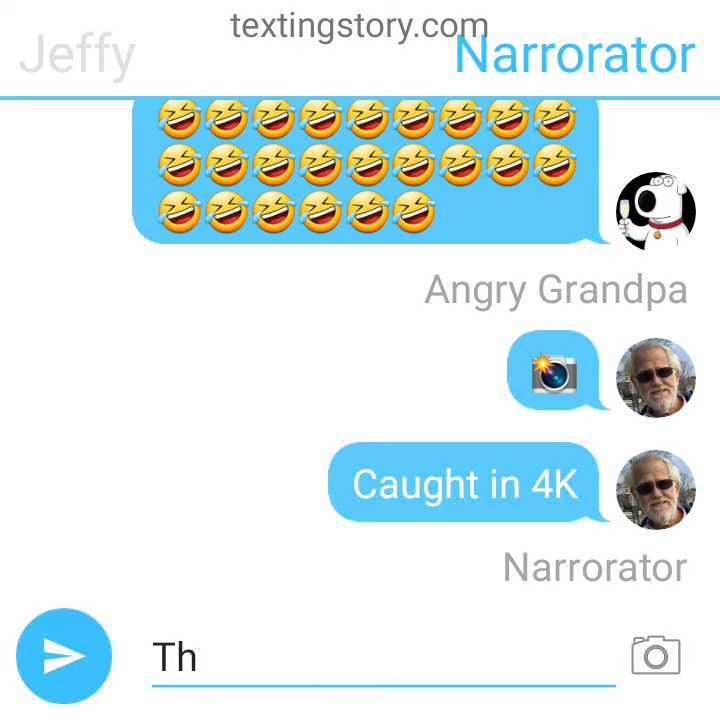 textingstory.com
Jeffy
Narrorator
🤣🤣🤣🤣🤣🤣🤣🤣🤣
🤣🤣🤣🤣🤣🤣🤣🤣🤣
🤣🤣🤣🤣🤣🤣
Angry Grandpa
📸
Caught in 4K
Narrorator
Th